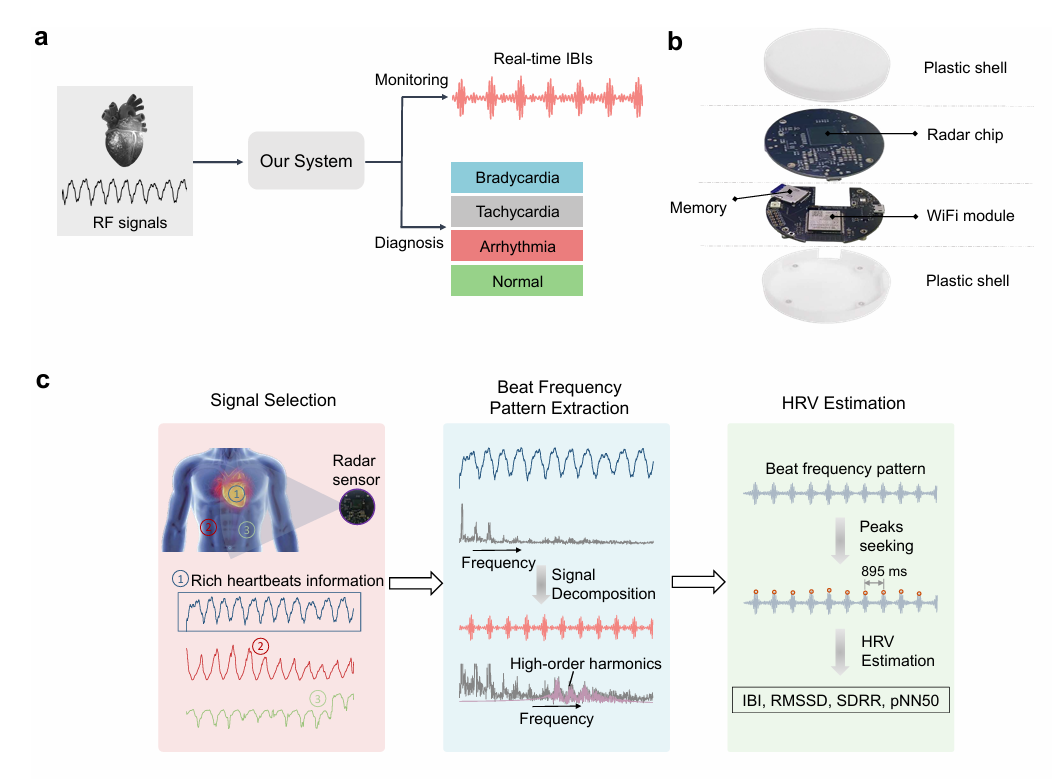 a
RF signals
Our System
Monitoring
Real-time IBIs
Diagnosis
Bradycardia
Tachycardia
Arrhythmia
Normal
b
Plastic shell
Radar chip
Memory
WiFi module
Plastic shell
c
Signal Selection
Radar
sensor
1
2
3
1 Rich heartbeats information
2
3
Beat Frequency
Pattern Extraction
Frequency
Signal
Decomposition
High-order harmonics
Frequency
HRV Estimation
Beat frequency pattern
Peaks
seeking
895 ms
HRV
Estimation
IBI, RMSSD, SDRR, pNN50